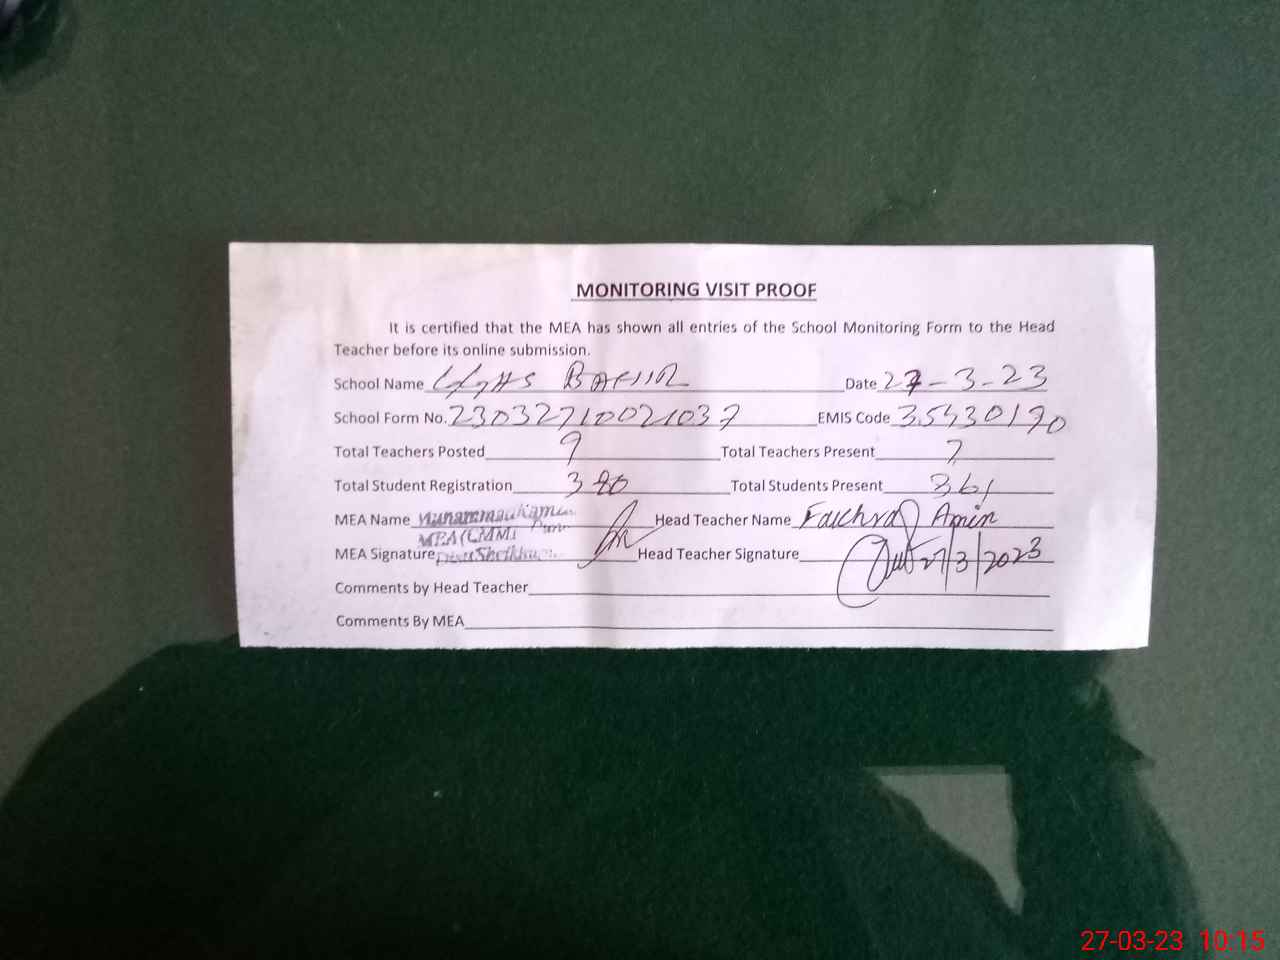 MONITORING VISIT PROOF
It is certified that the MEA has shown all entries of the School Monitoring Form to the Head
Teacher before its online submission.
School Name Date 27-3-23
School Form No. 23032710021037 EMIS Code 35430190
Total Teachers Posted 9 Total Teachers Present 7
Total Student Registration 380 Total Students Present 361
MEA Name Head Teacher Name Amin
MEA (CMM)
MEA Signature Head Teacher Signature 27/3/2023
Comments by Head Teacher
Comments By MEA
27-03-23 10:15